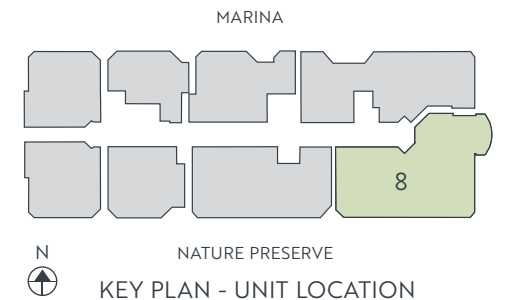 MARINA
8
N
NATURE PRESERVE
KEY PLAN - UNIT LOCATION